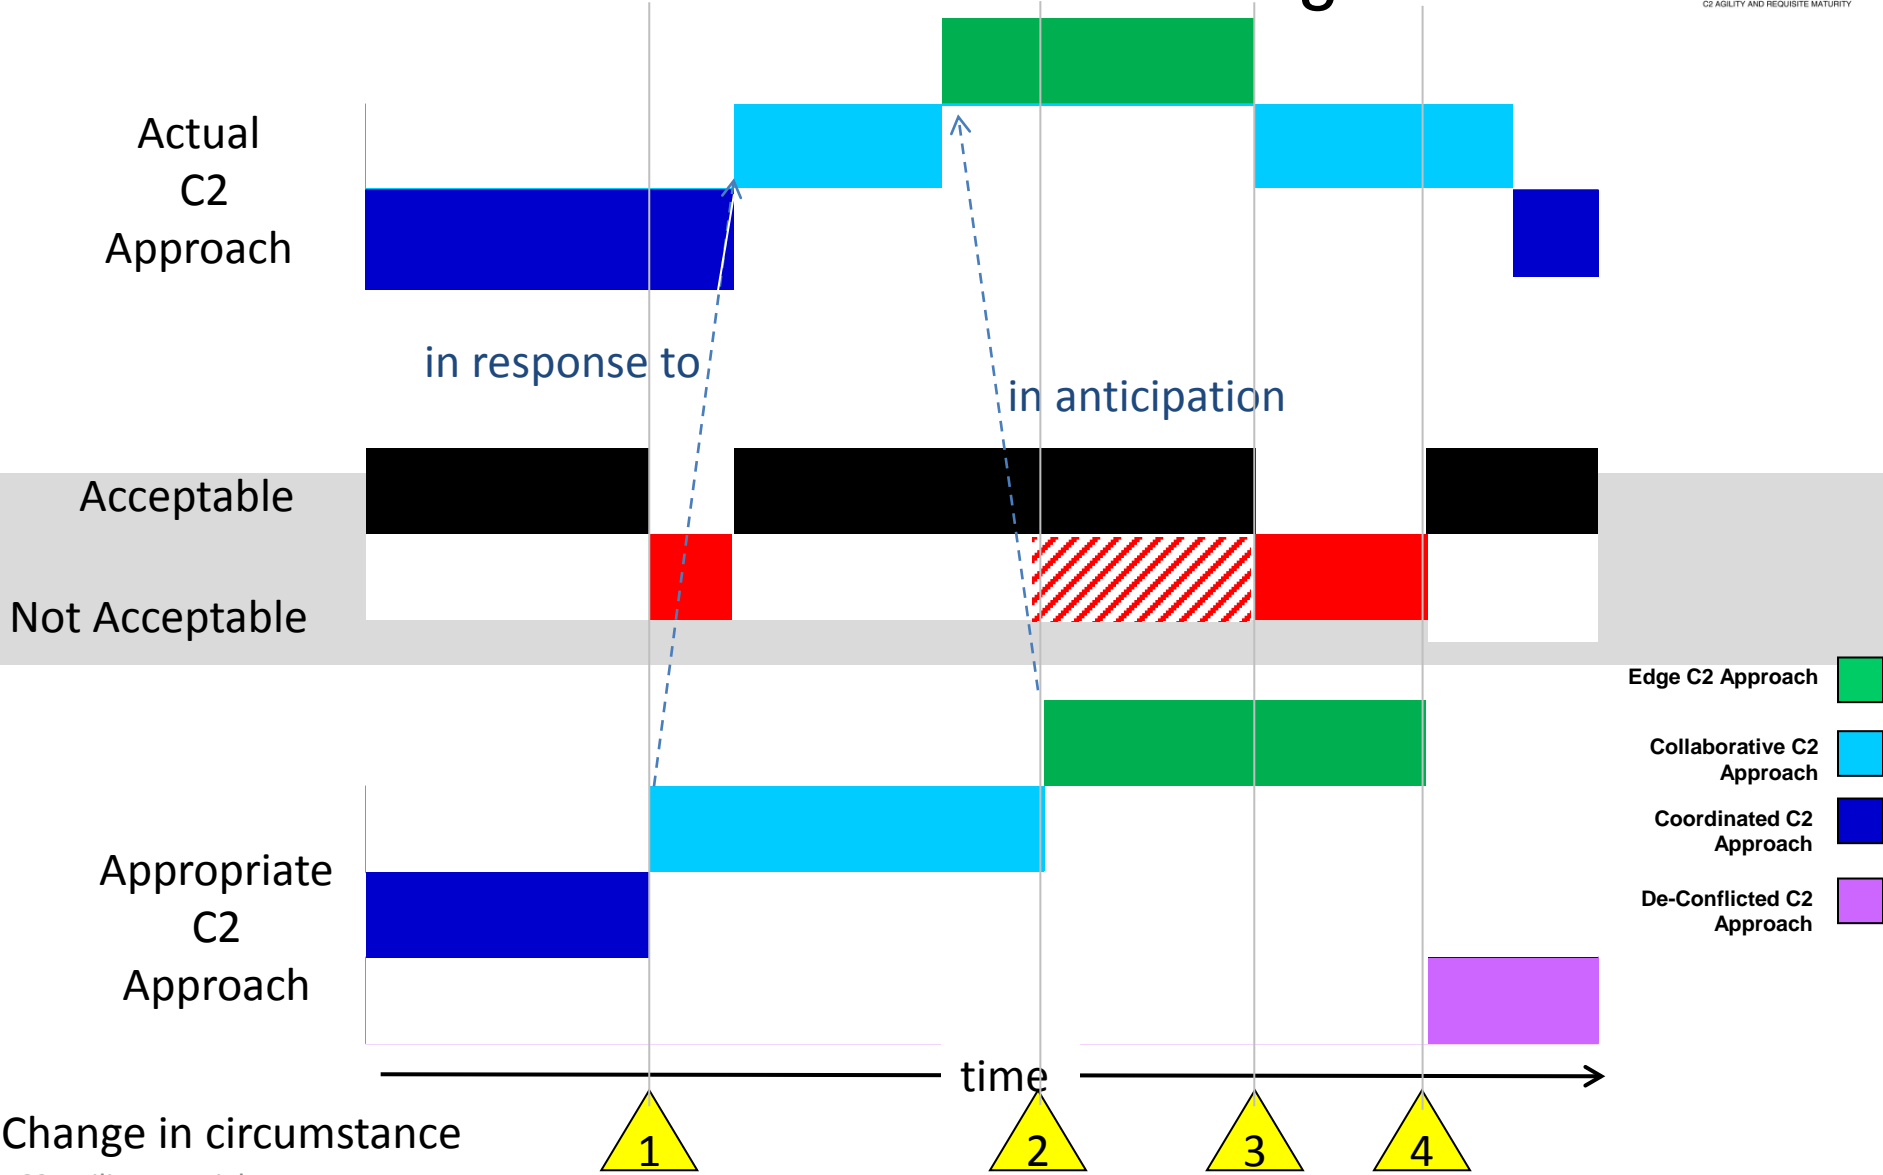 C2 AGILITY AND REQUISITE MATURITY
Actual
C2
Approach
in response to
in anticipation
Acceptable
Not Acceptable
Edge C2 Approach
Collaborative C2
Approach
Coordinated C2
Approach
De-Conflicted C2
Approach
Appropriate
C2
Approach
time
Change in circumstance
1
2
3
4